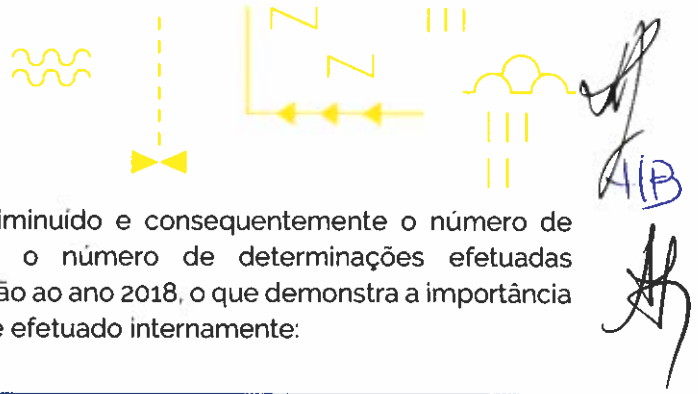 iminuído e consequentemente o número de
o número de determinações efetuadas
ão ao ano 2018, o que demonstra a importância
e efetuado internamente: